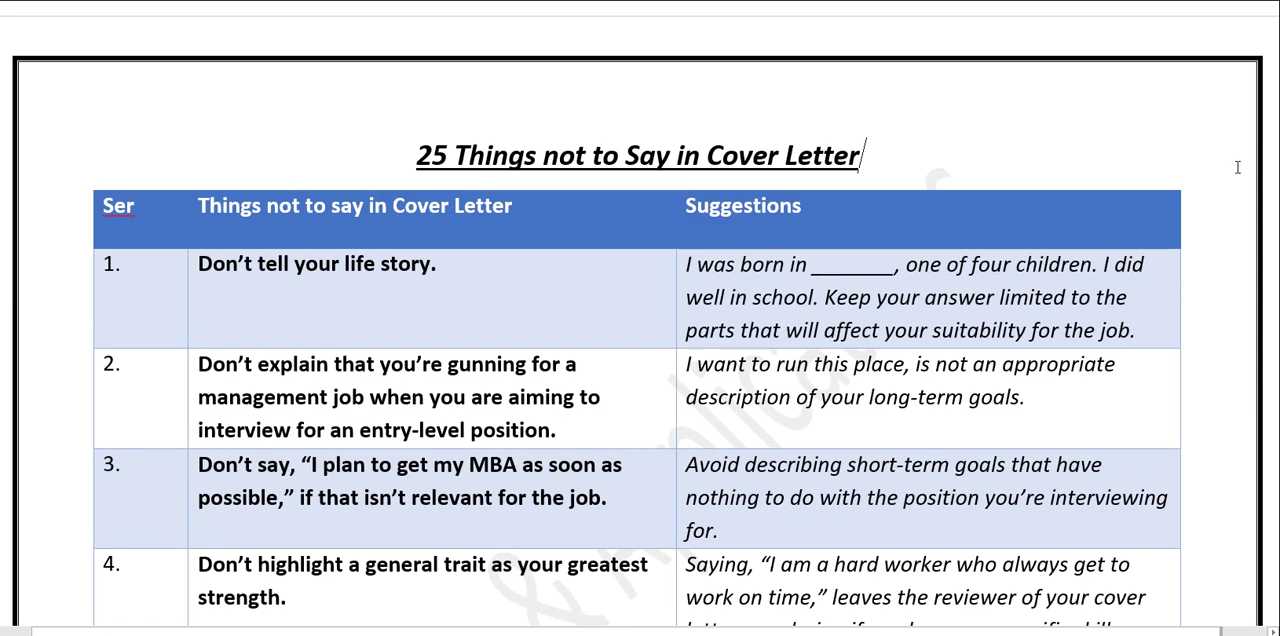 25 Things not to Say in Cover Letter
Ser
Things not to say in Cover Letter
Suggestions
1.
Don’t tell your life story.
I was born in _______, one of four children. I did
well in school. Keep your answer limited to the
parts that will affect your suitability for the job.
2.
Don’t explain that you’re gunning for a
management job when you are aiming to
interview for an entry-level position.
I want to run this place, is not an appropriate
description of your long-term goals.
3.
Don’t say, “I plan to get my MBA as soon as
possible,” if that isn’t relevant for the job.
Avoid describing short-term goals that have
nothing to do with the position you’re interviewing
for.
4.
Don’t highlight a general trait as your greatest
strength.
Saying, “I am a hard worker who always get to
work on time,” leaves the reviewer of your cover